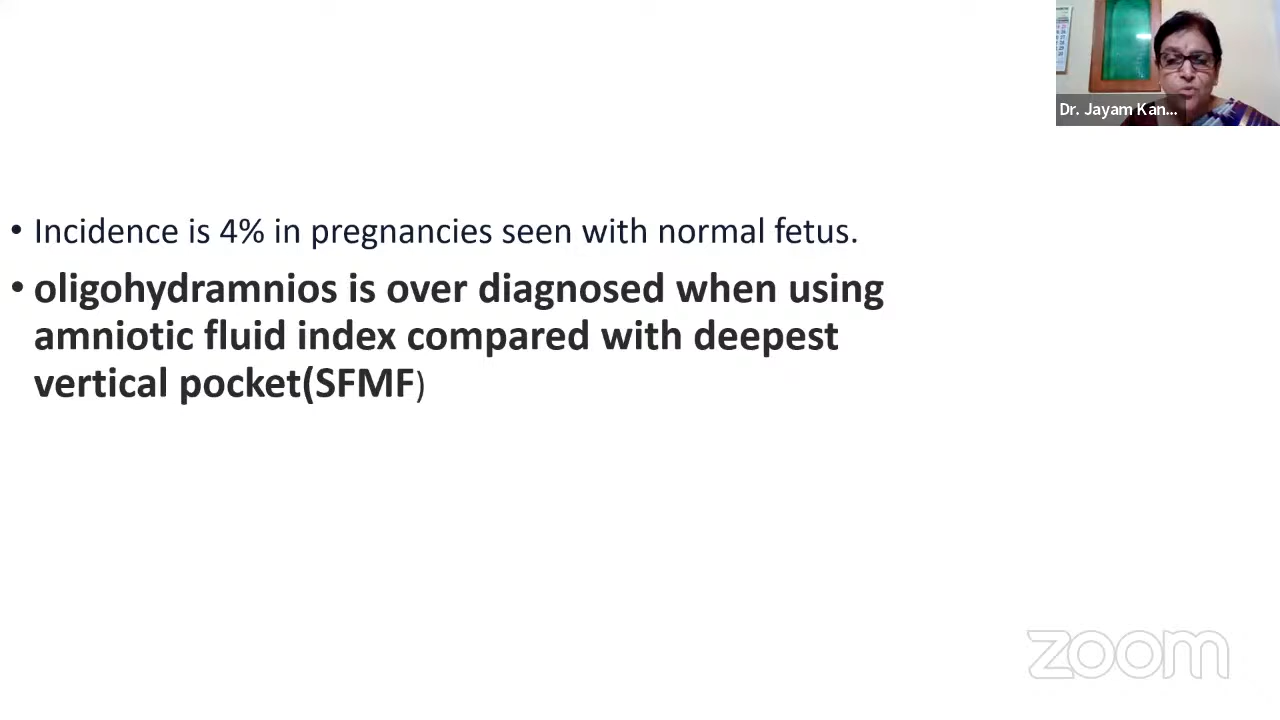 Dr. Jayam Kan...
• Incidence is 4% in pregnancies seen with normal fetus.
• oligohydramnios is over diagnosed when using
amniotic fluid index compared with deepest
vertical pocket(SFMF)
zoom